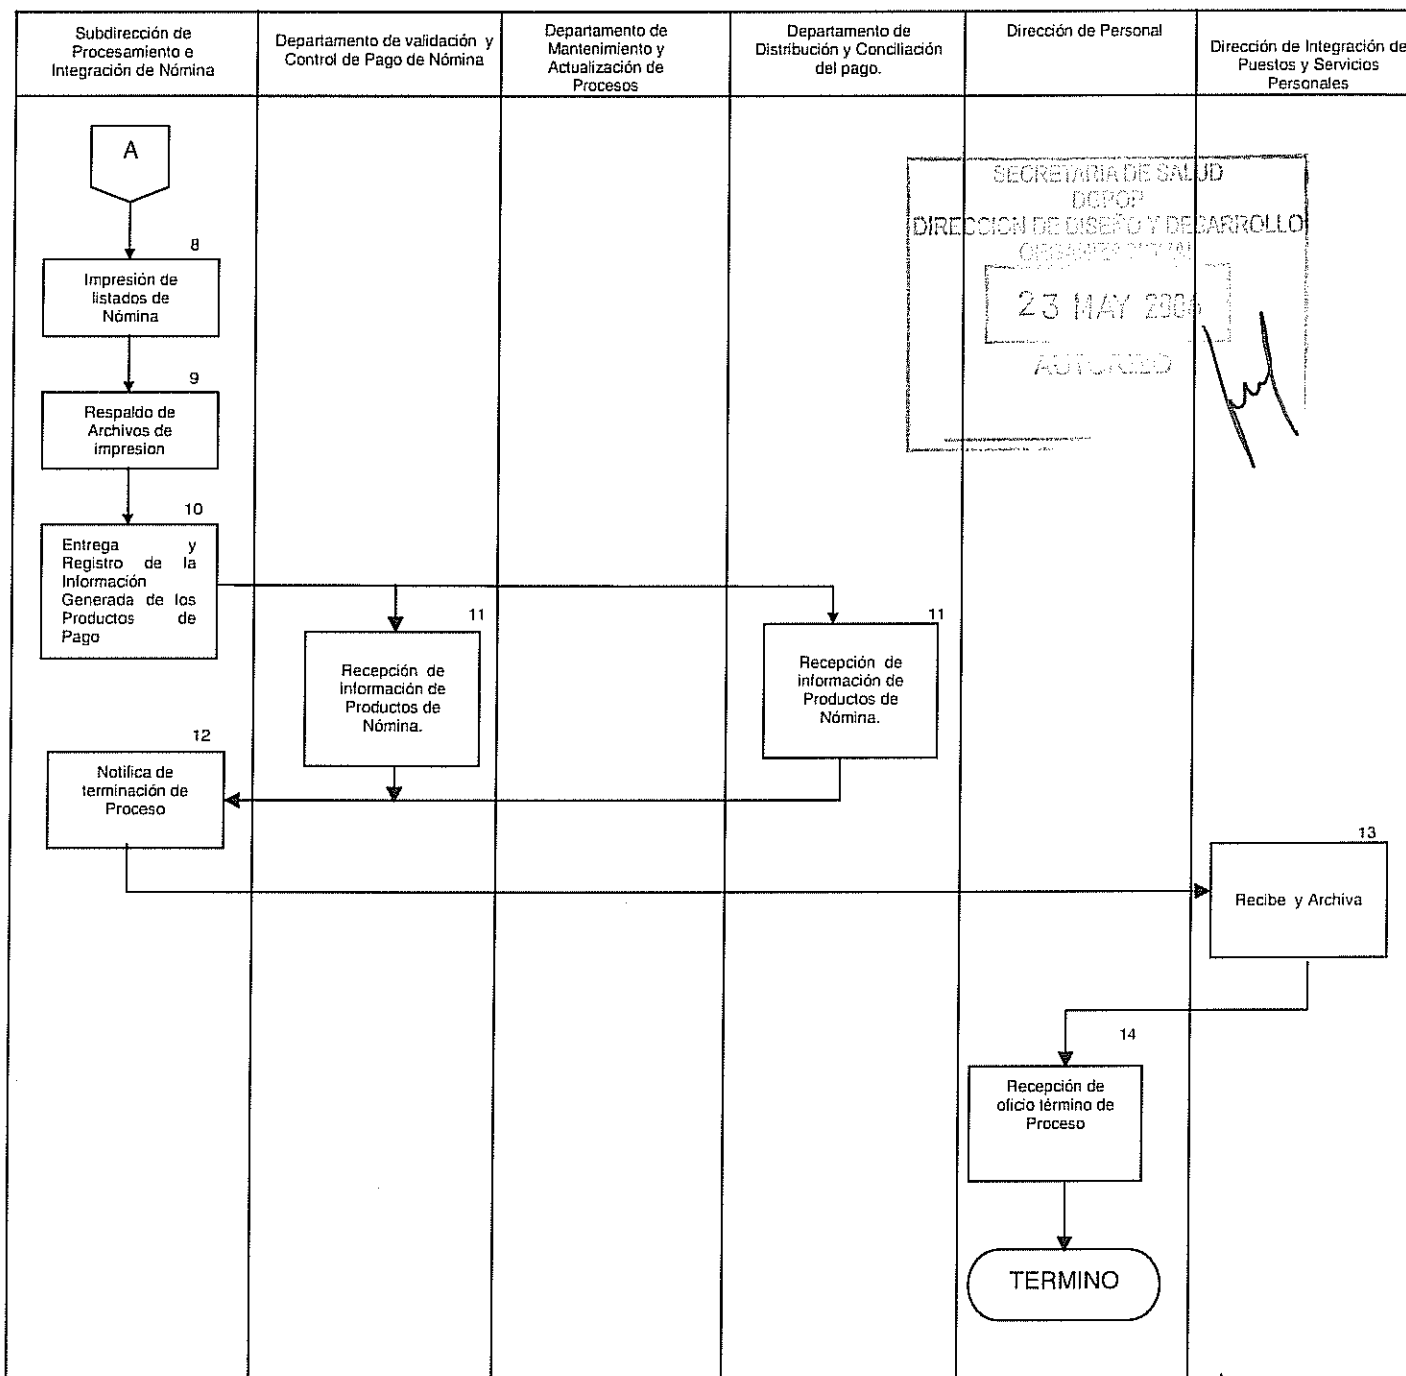 Subdirección de
Procesamiento e
Integración de Nómina
Departamento de validación y
Control de Pago de Nómina
Departamento de
Mantenimiento y
Actualización de
Procesos
Departamento de
Distribución y Conciliación
del pago.
Dirección de Personal
Dirección de Integración de
Puestos y Servicios
Personales
A
SECRETARIA DE SALUD
DGPOP
DIRECCION DE DISEÑO Y DESARROLLO
ORGANIZACIONAL
23 MAY
AUTORIZO
8
Impresión de
listados de
Nómina
9
Respaldo de
Archivos de
impresion
10
Entrega y
Registro de la
Información
Generada de los
Productos de
Pago
11
Recepción de
información de
Productos de
Nómina.
11
Recepción de
información de
Productos de
Nómina.
12
Notifica de
terminación de
Proceso
13
Recibe y Archiva
14
Recepción de
oficio término de
Proceso
TERMINO